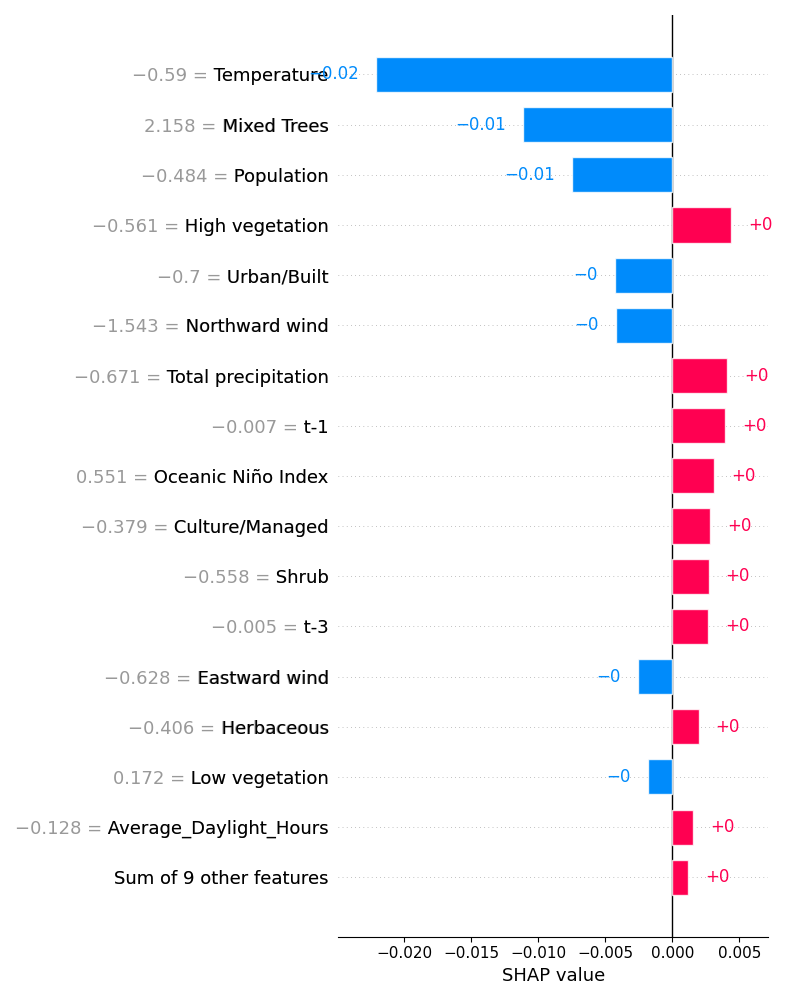 −0.59 = Temperature −0.02
2.158 = Mixed Trees −0.01
−0.484 = Population −0.01
−0.561 = High vegetation +0
−0.7 = Urban/Built −0
−1.543 = Northward wind −0
−0.671 = Total precipitation +0
−0.007 = t-1 +0
0.551 = Oceanic Niño Index +0
−0.379 = Culture/Managed +0
−0.558 = Shrub +0
−0.005 = t-3 +0
−0.628 = Eastward wind −0
−0.406 = Herbaceous +0
0.172 = Low vegetation −0
−0.128 = Average_Daylight_Hours +0
Sum of 9 other features +0
−0.020 −0.015 −0.010 −0.005 0.000 0.005
SHAP value